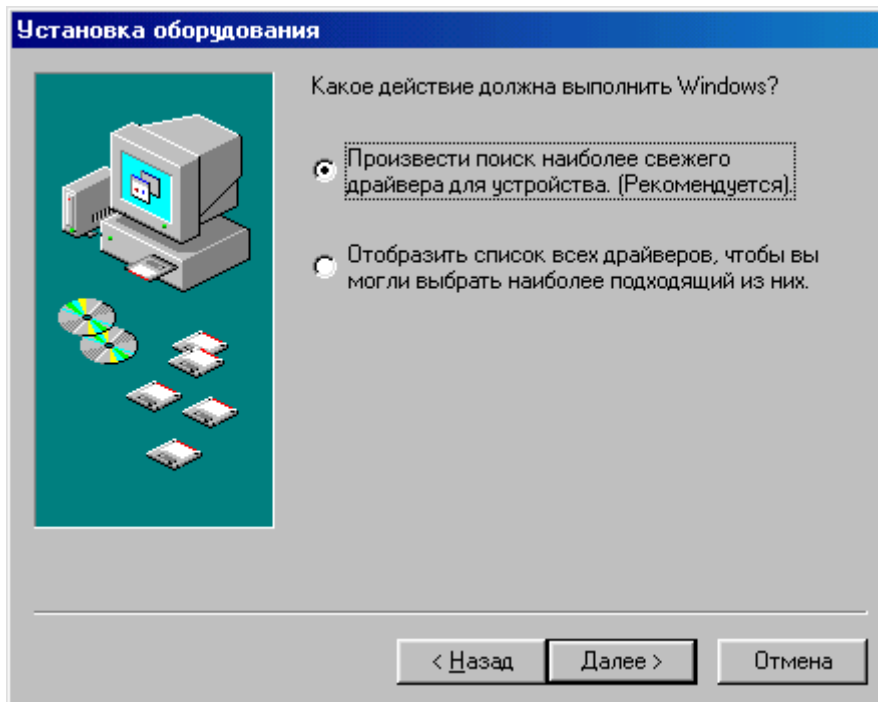 Установка оборудования
Какое действие должна выполнить Windows?
Произвести поиск наиболее свежего
драйвера для устройства. (Рекомендуется).
Отобразить список всех драйверов, чтобы вы
могли выбрать наиболее подходящий из них.
< Назад Далее > Отмена